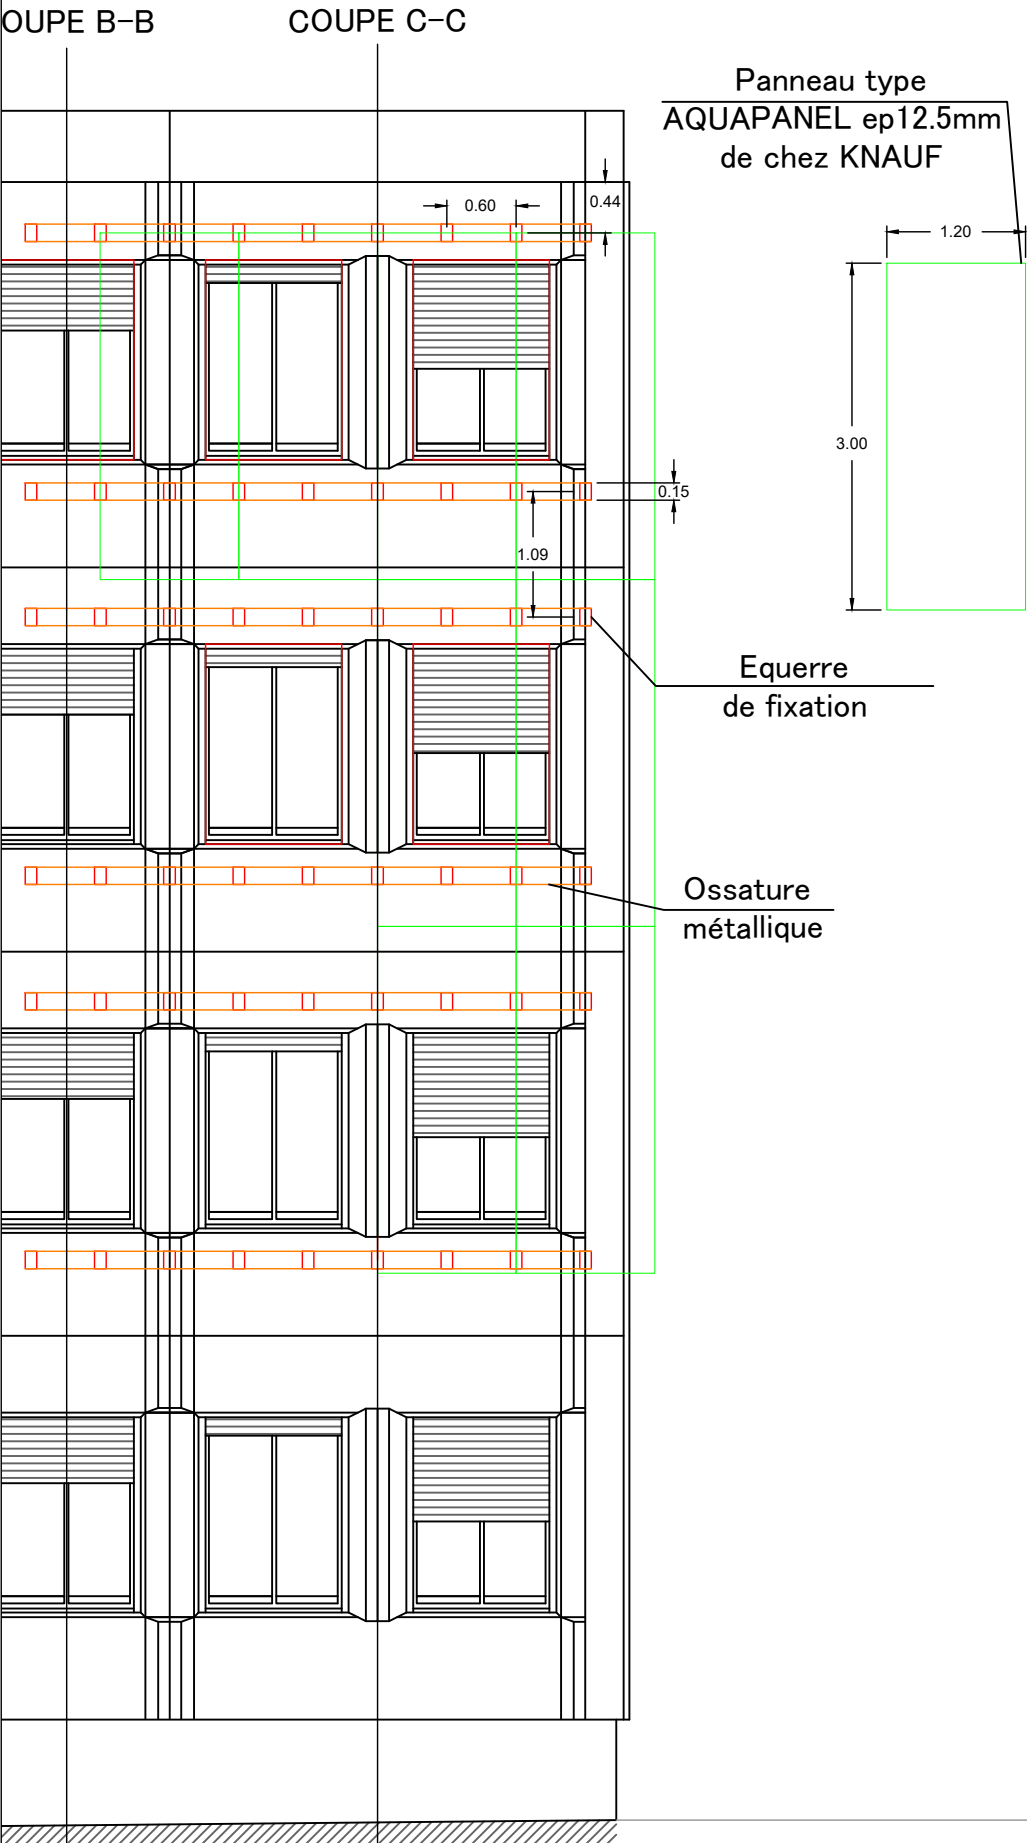 OUPE B-B
COUPE C-C
Panneau type
AQUAPANEL ep12.5mm
de chez KNAUF
0.60
0.44
1.20
3.00
0.15
1.09
Equerre
de fixation
Ossature
métallique